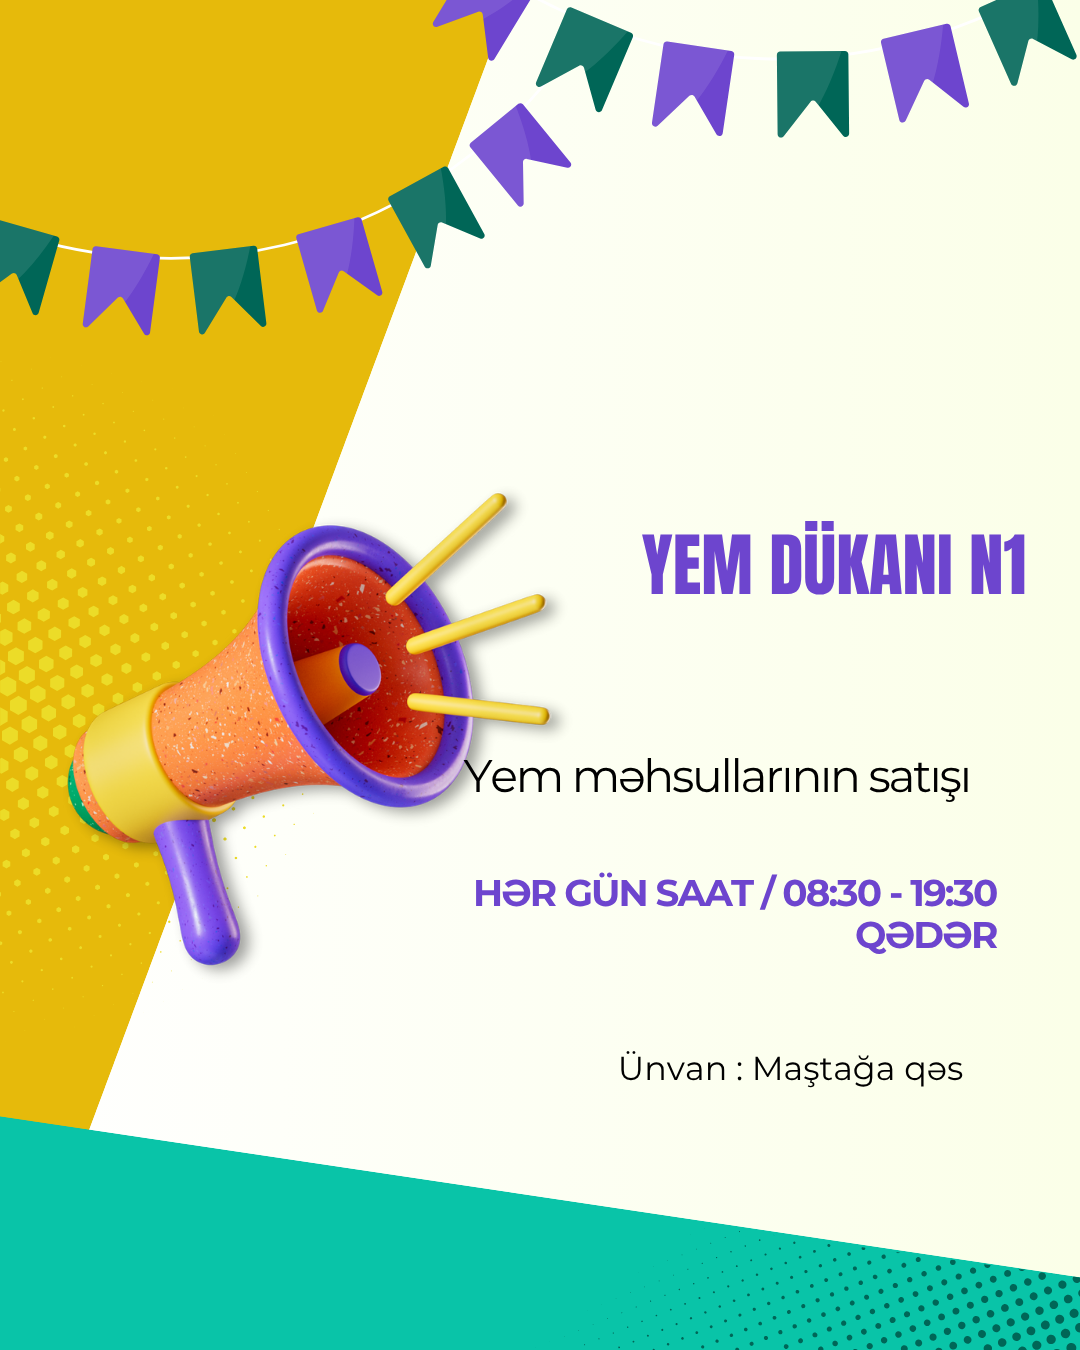 YEM DÜKANI N1
Yem məhsullarının satışı
HƏR GÜN SAAT / 08:30 - 19:30
QƏDƏR
Ünvan : Maştağa qəs